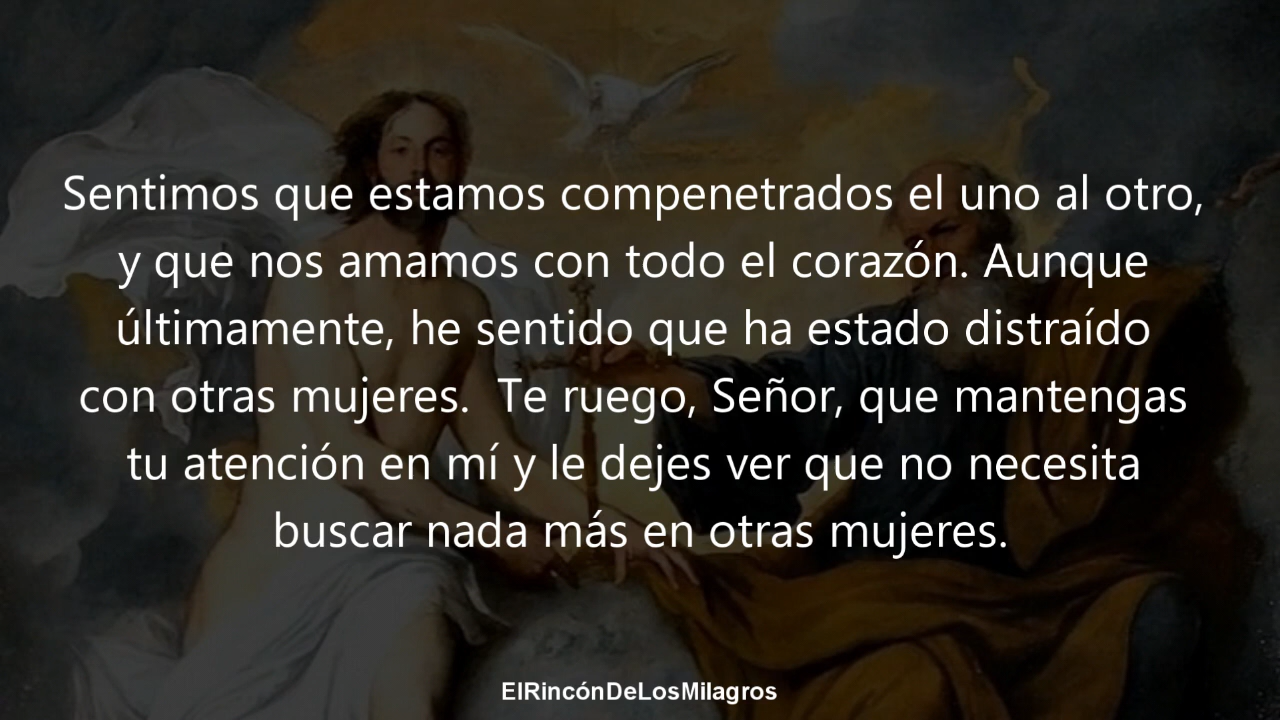 Sentimos que estamos compenetrados el uno al otro,
y que nos amamos con todo el corazón. Aunque
últimamente, he sentido que ha estado distraído
con otras mujeres.  Te ruego, Señor, que mantengas
tu atención en mí y le dejes ver que no necesita
buscar nada más en otras mujeres.
ElRincónDeLosMilagros